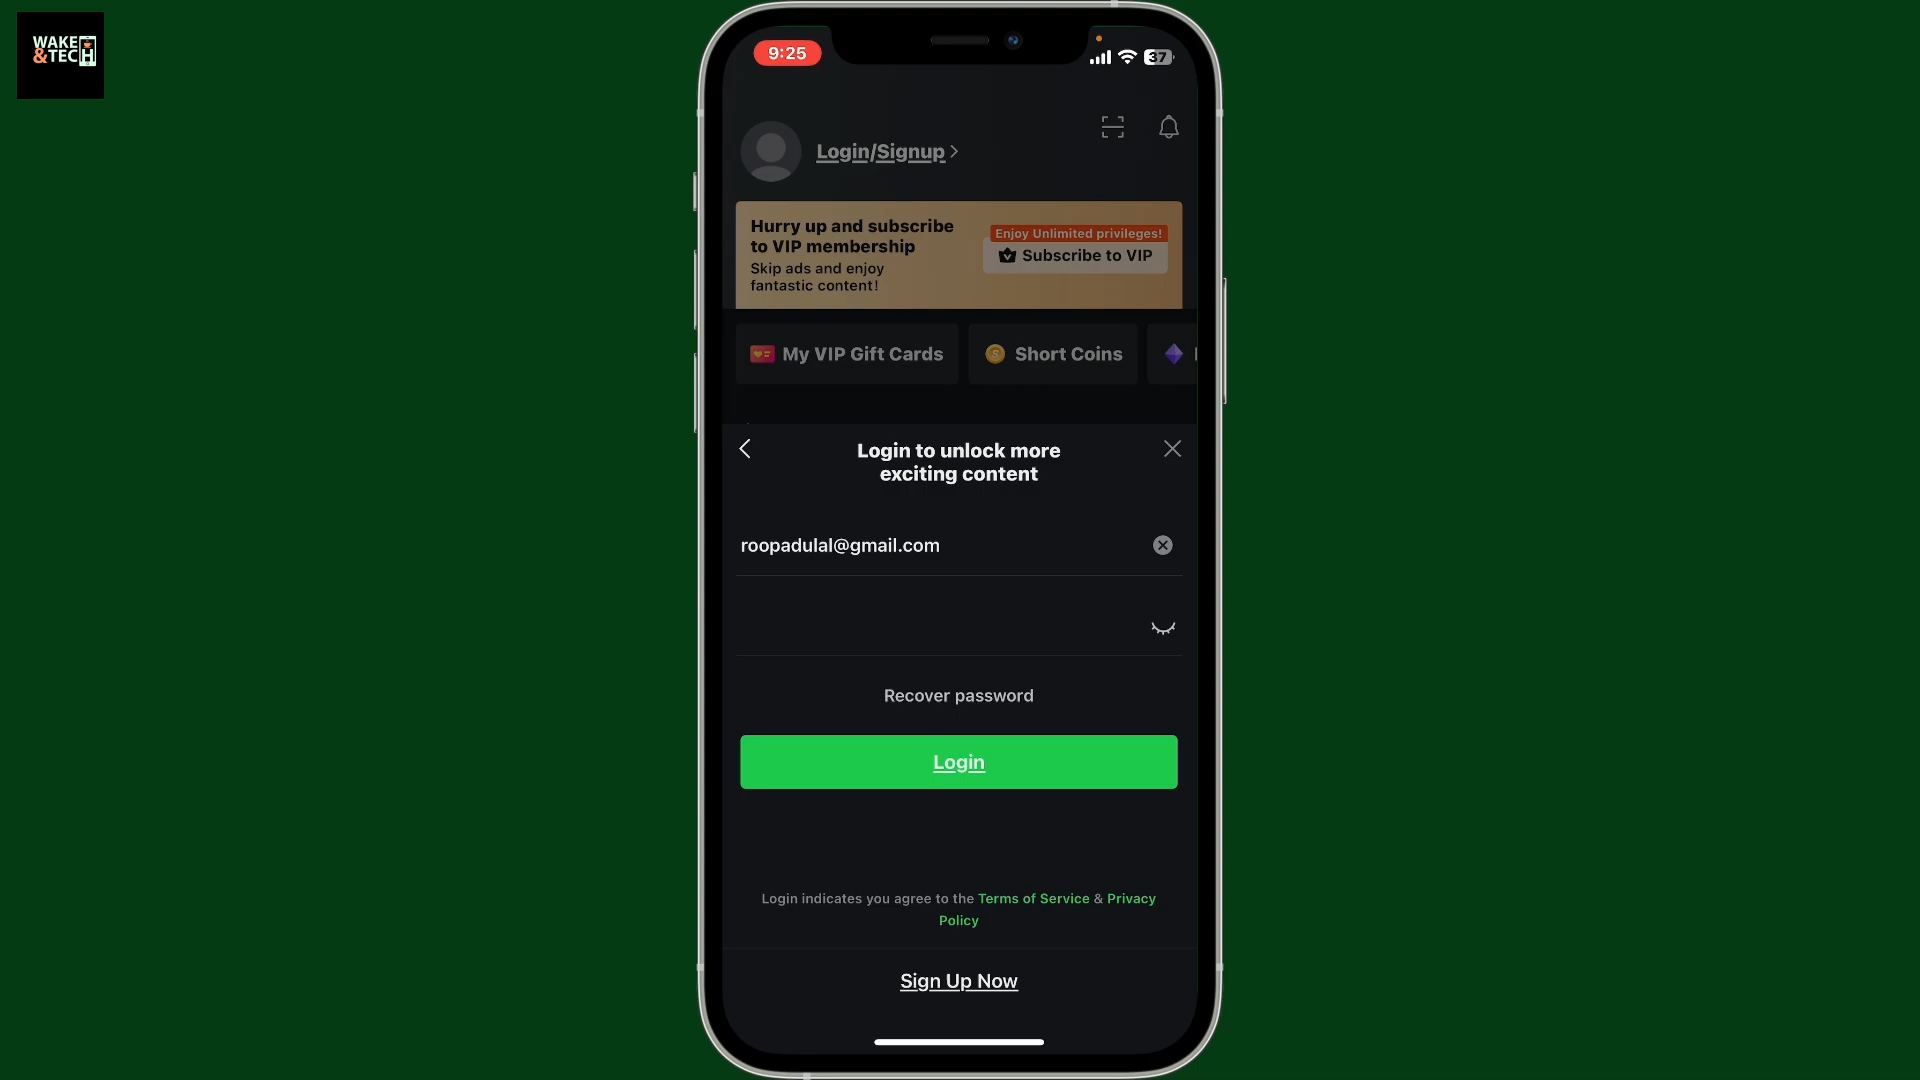 WAKE
&TECH
9:25
37
Login/Signup
Hurry up and subscribe
to VIP membership
Skip ads and enjoy
fantastic content!
Enjoy Unlimited privileges!
Subscribe to VIP
My VIP Gift Cards
Short Coins
Login to unlock more
exciting content
roopadulal@gmail.com
Recover password
Login
Login indicates you agree to the Terms of Service & Privacy
Policy
Sign Up Now